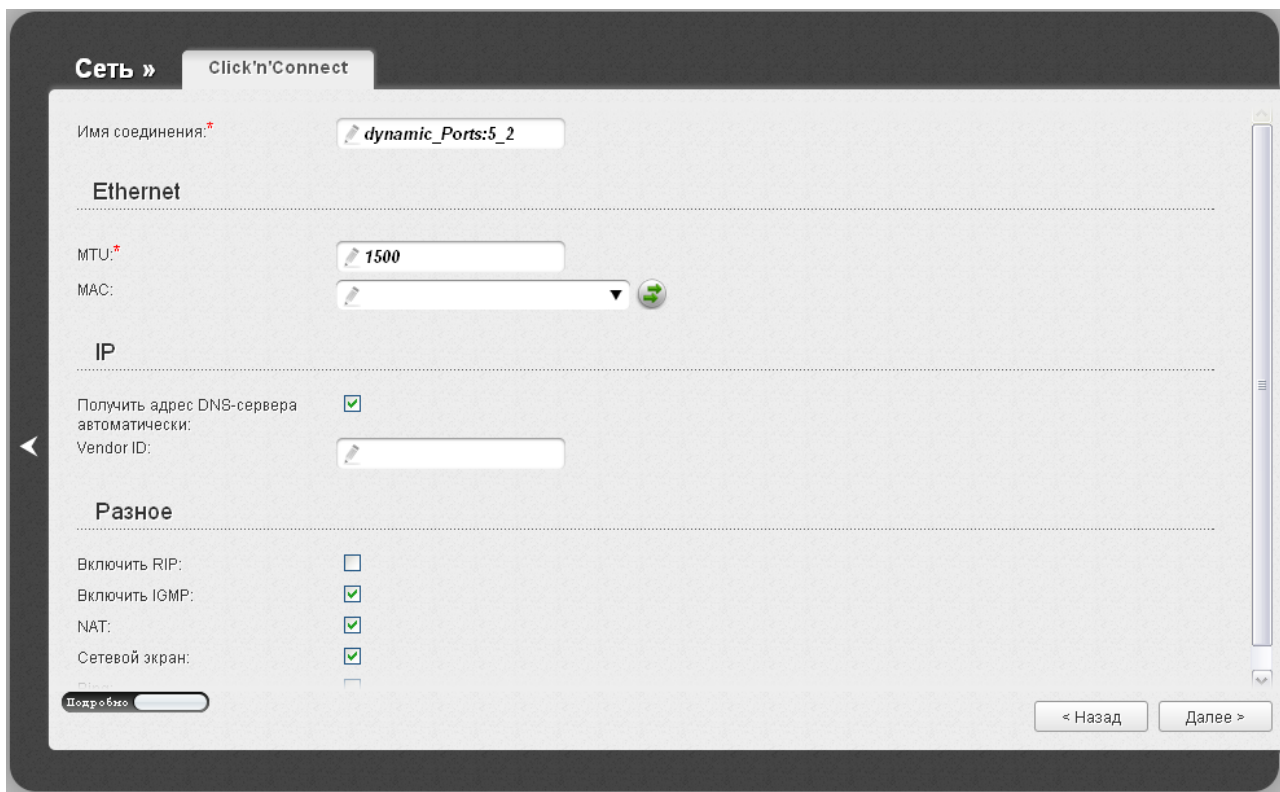 Сеть »
Click'n'Connect
Имя соединения:*
dynamic_Ports:5_2
Ethernet
MTU:*
1500
MAC:
IP
Получить адрес DNS-сервера
автоматически:
Vendor ID:
Разное
Включить RIP:
Включить IGMP:
NAT:
Сетевой экран:
Ping:
Подробно
< Назад
Далее >